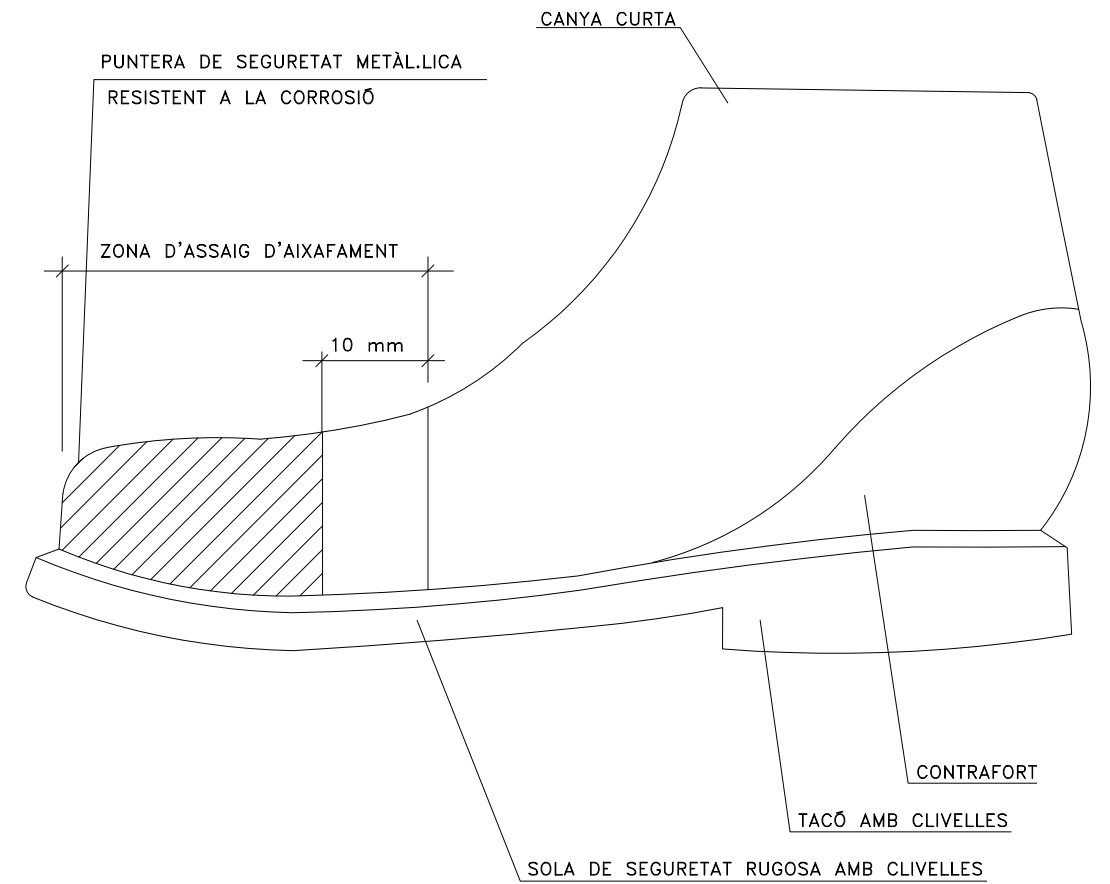 CANYA CURTA
PUNTERA DE SEGURETAT METÀL.LICA
RESISTENT A LA CORROSIÓ
ZONA D'ASSAIG D'AIXAFAMENT
10 mm
CONTRAFORT
TACÓ AMB CLIVELLES
SOLA DE SEGURETAT RUGOSA AMB CLIVELLES